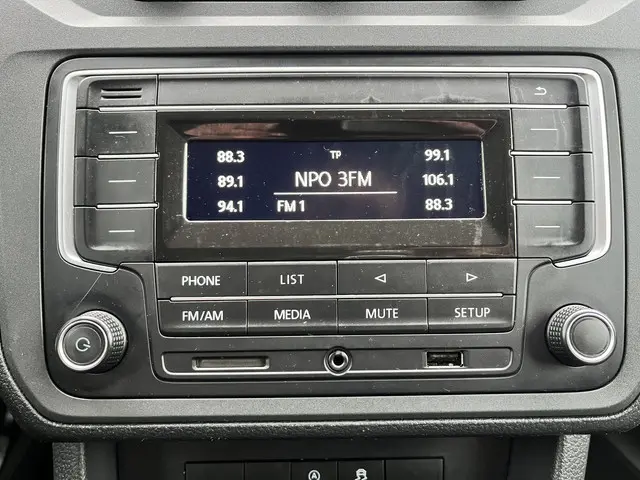 88.3 TP 99.1
89.1 NPO 3FM 106.1
94.1 FM 1 88.3
PHONE LIST
FM/AM MEDIA MUTE SETUP
A